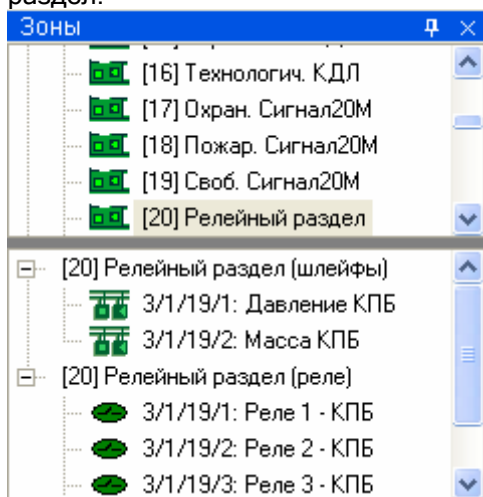 раздел.
Зоны
[16] Технологич. КДЛ
[17] Охран. Сигнал20М
[18] Пожар. Сигнал20М
[19] Своб. Сигнал20М
[20] Релейный раздел
[20] Релейный раздел (шлейфы)
3/1/19/1: Давление КПБ
3/1/19/2: Масса КПБ
[20] Релейный раздел (реле)
3/1/19/1: Реле 1 - КПБ
3/1/19/2: Реле 2 - КПБ
3/1/19/3: Реле 3 - КПБ